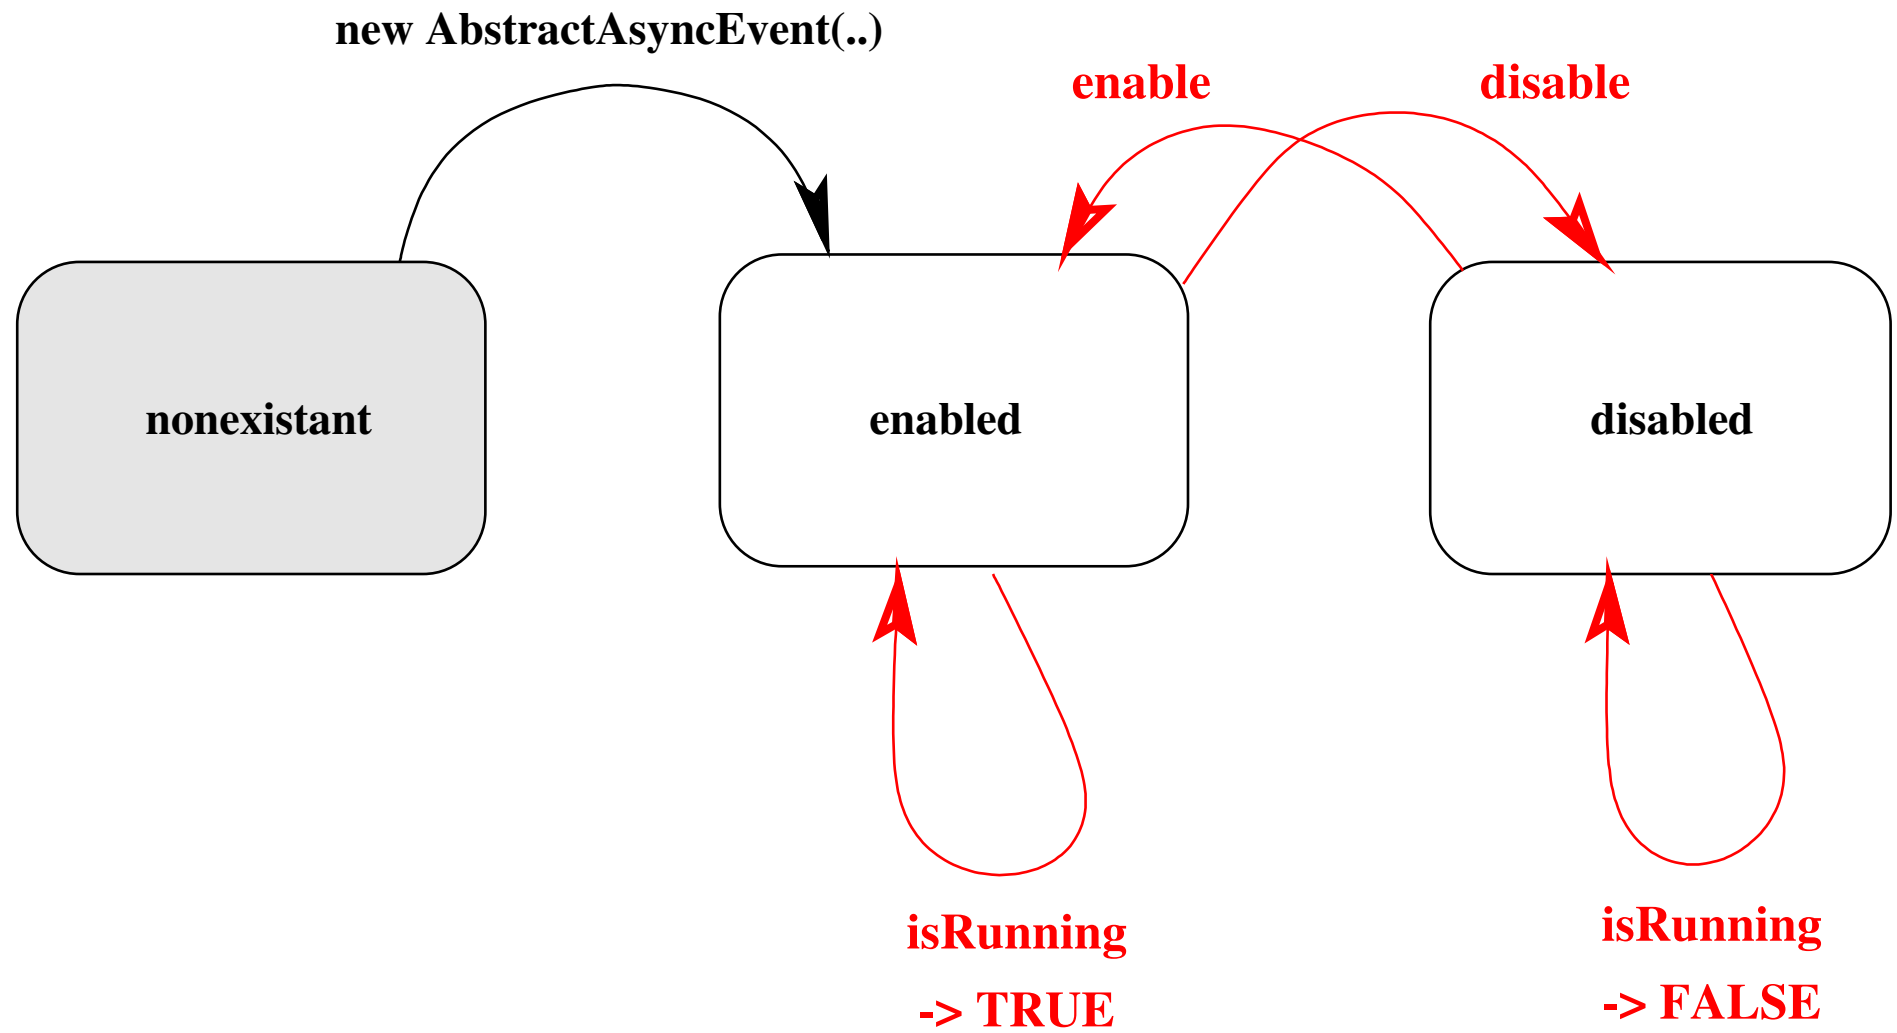 new AbstractAsyncEvent(..)
enable
disable
nonexistant
enabled
disabled
isRunning
-> TRUE
isRunning
-> FALSE